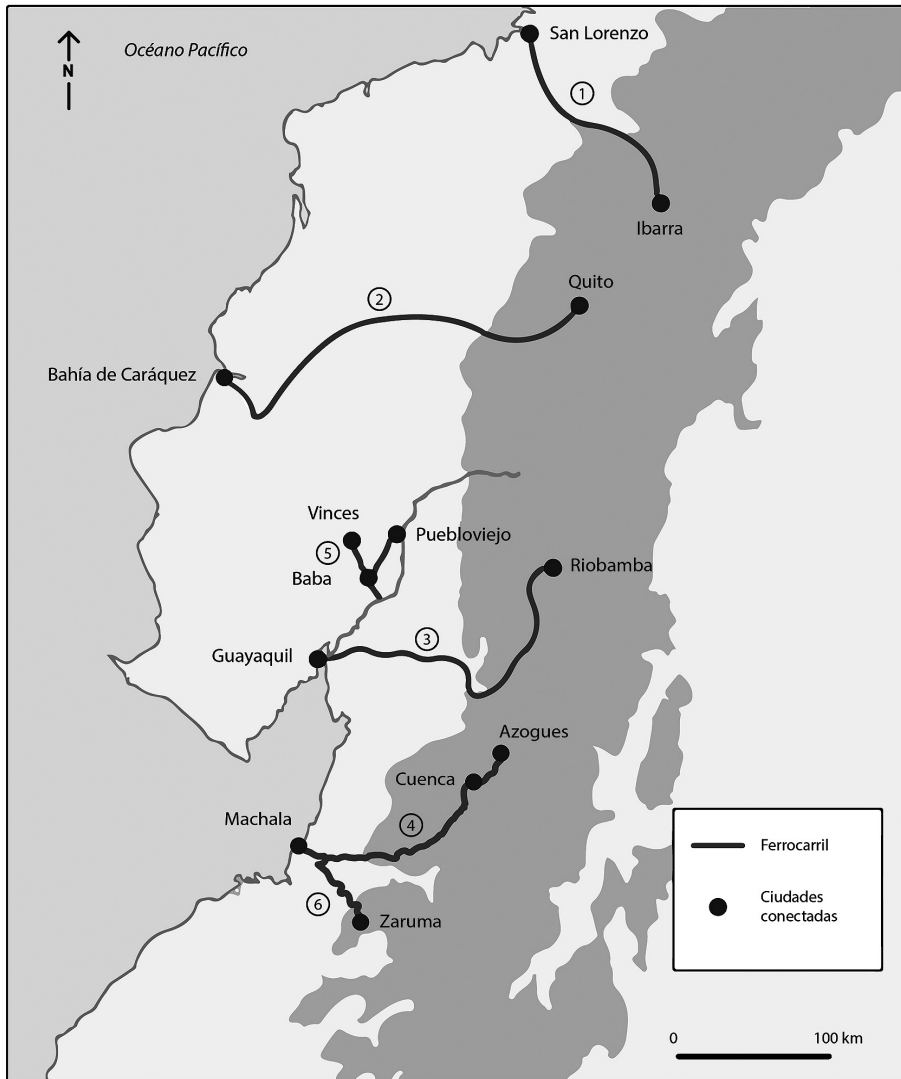 San Lorenzo
Océano Pacífico
N
1
Ibarra
Quito
2
Bahía de Caráquez
Vinces
Puebloviejo
5
Baba
Riobamba
3
Guayaquil
Azogues
Cuenca
Machala
4
Ferrocarril
6
Ciudades
conectadas
Zaruma
0
100 km